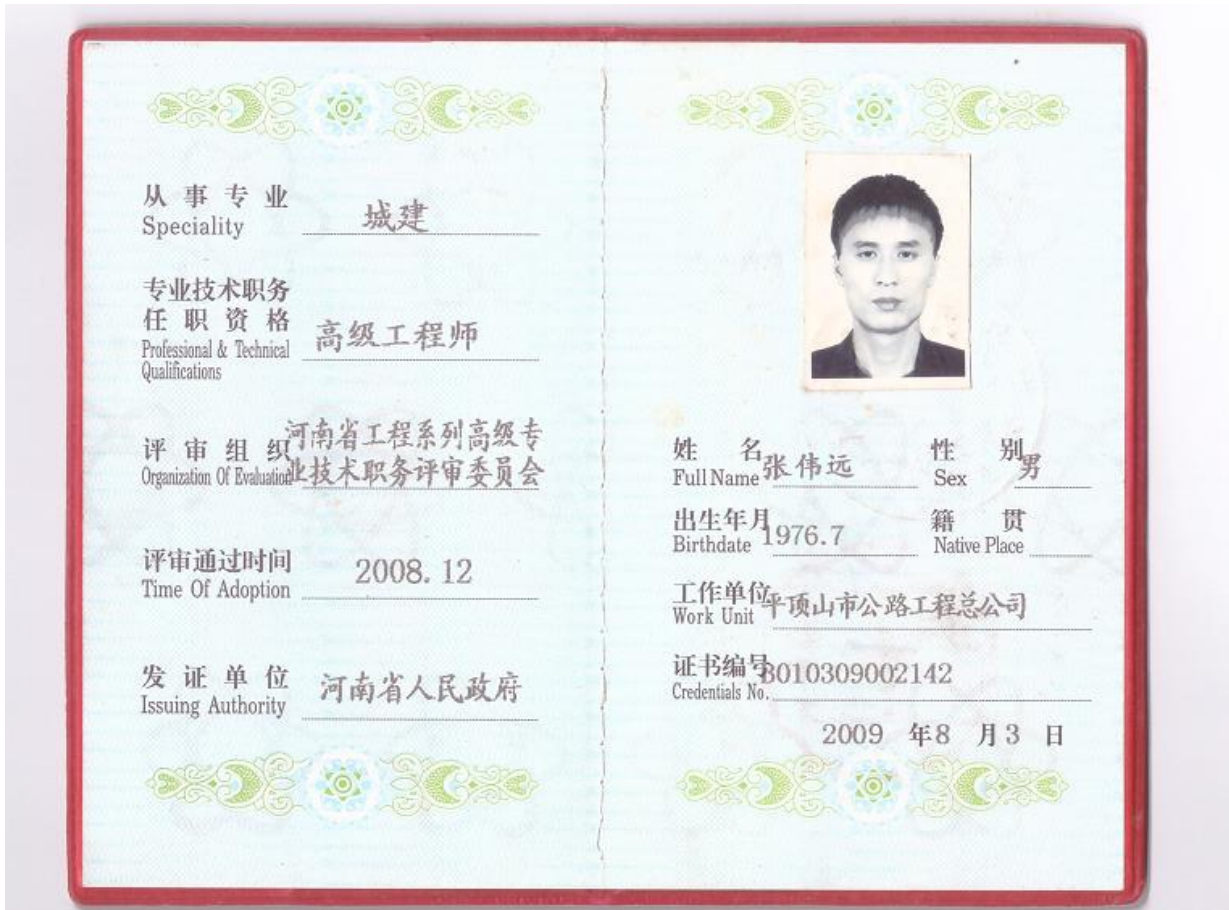 从事专业 城建
Speciality
专业技术职务
任职资格 高级工程师
Professional & Technical
Qualifications
河南省工程系列高级专
评审组织
Organization Of Evaluation 业技术职务评审委员会
评审通过时间 2008.12
Time Of Adoption
发证单位 河南省人民政府
Issuing Authority
姓名 张伟远 性别 男
Full Name Sex
出生年月 1976.7 籍贯
Birthdate Native Place
工作单位 平顶山市公路工程总公司
Work Unit
证书编号 B010309002142
Credentials No.
2009 年 8 月 3 日